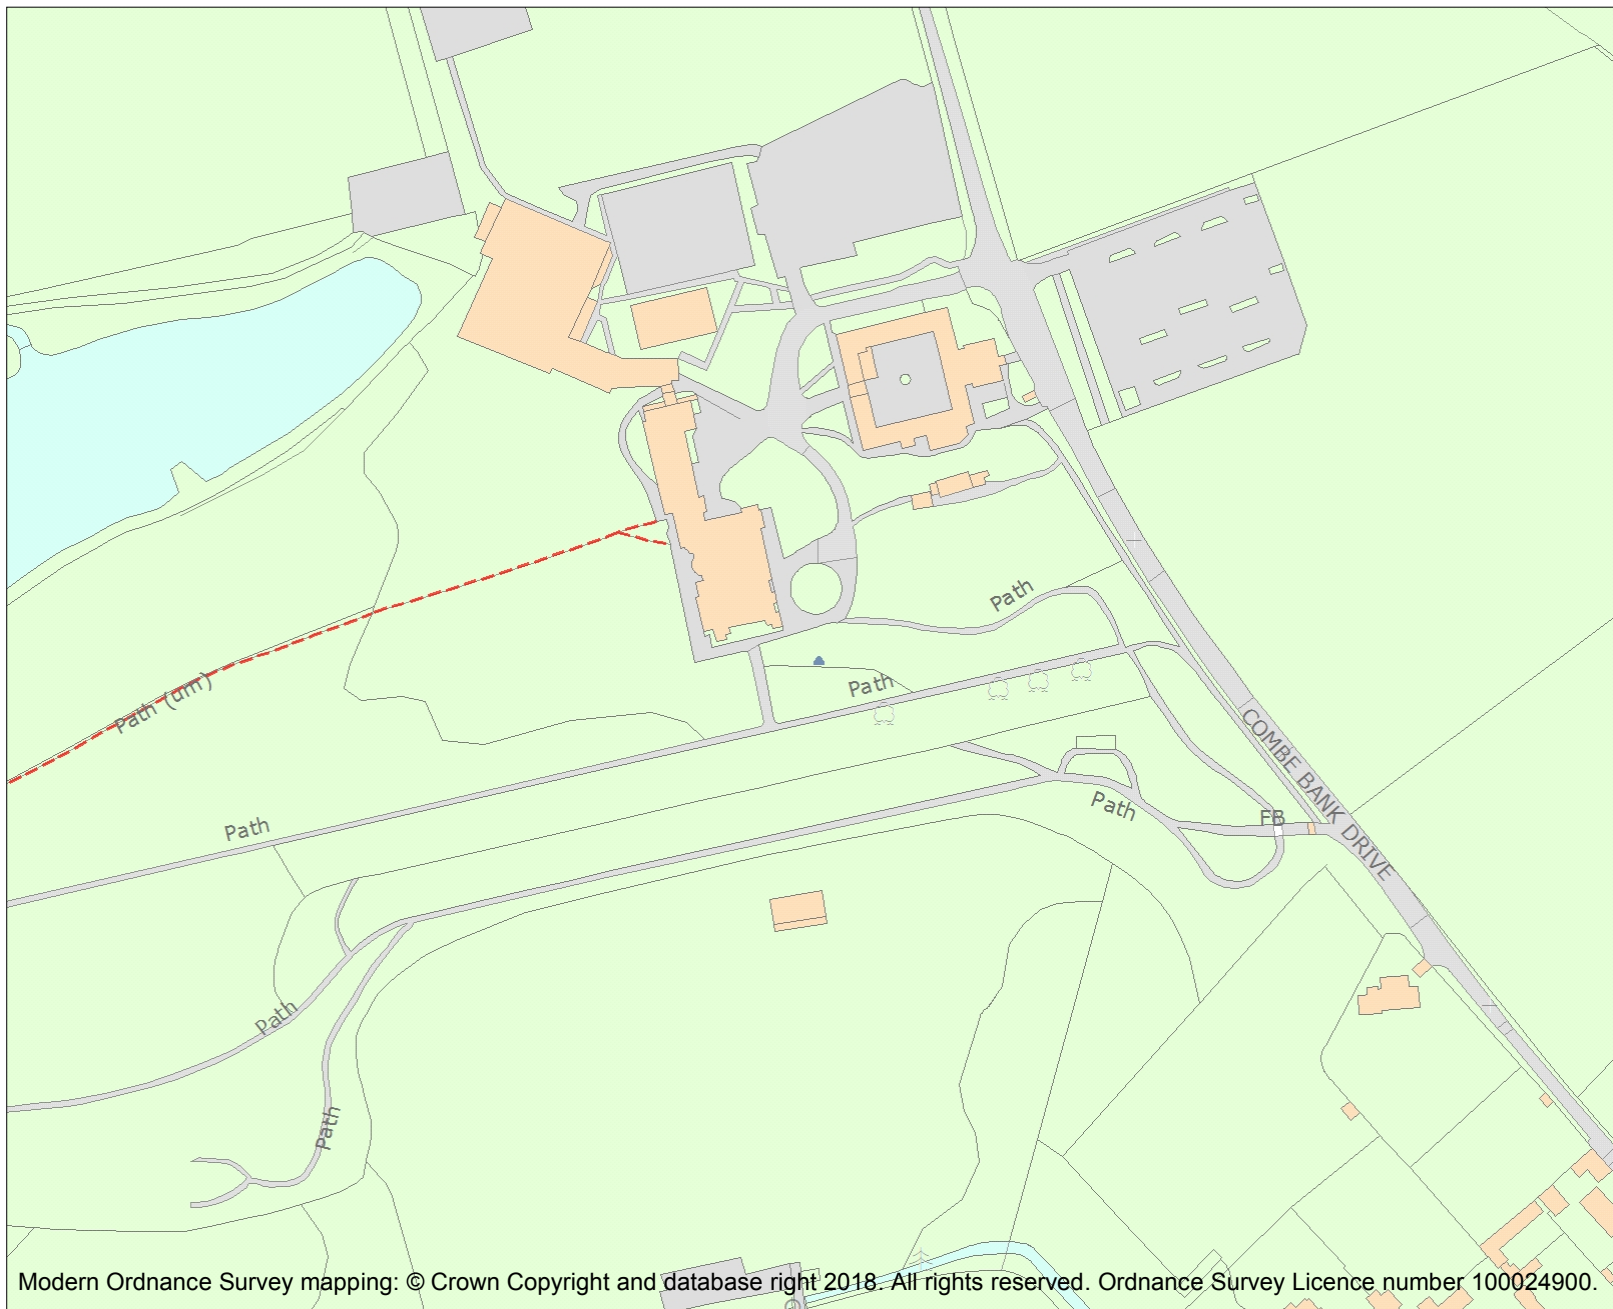 Path
Path (um)
Path
COMBE BANK DRIVE
Path
FB
Path
Path
Path
Modern Ordnance Survey mapping: © Crown Copyright and database right 2018. All rights reserved. Ordnance Survey Licence number 100024900.